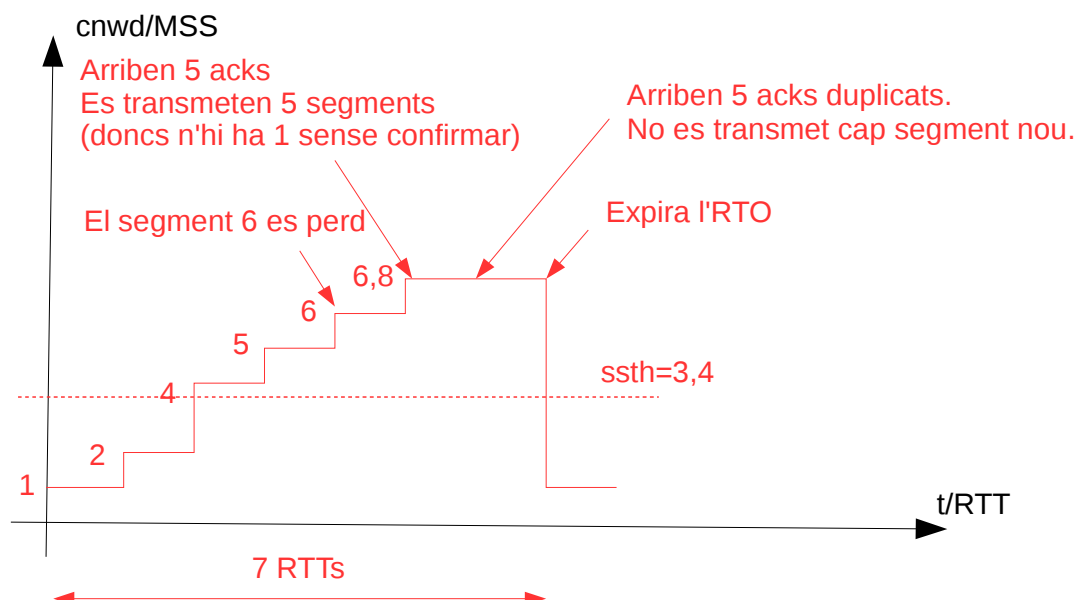 cnwd/MSS
Arriben 5 acks
Es transmeten 5 segments
(doncs n'hi ha 1 sense confirmar)
Arriben 5 acks duplicats.
No es transmet cap segment nou.
El segment 6 es perd
Expira l'RTO
6,8
6
5
ssth=3,4
4
2
1
t/RTT
7 RTTs